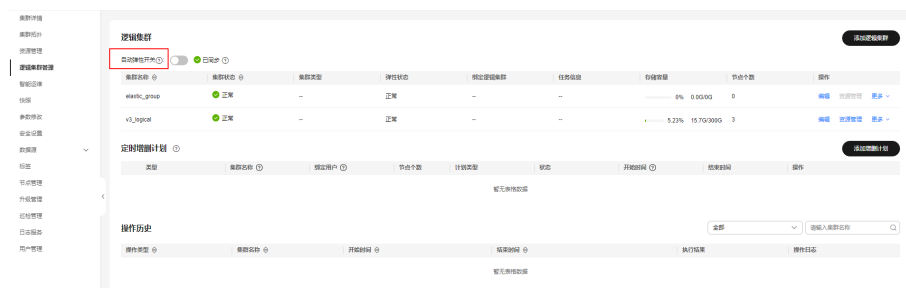 集群详情
集群拓扑
资源管理
逻辑集群管理
智能运维
快照
参数修改
安全设置
数据源
标签
节点管理
升级管理
巡检管理
日志服务
用户管理
逻辑集群
添加逻辑集群
自动弹性开关 已同步
集群名称 集群状态 集群类型 弹性状态 绑定逻辑集群 任务信息 存储容量 节点个数 操作
elastic_group 正常 -- 正常 -- -- 0% 0.0G/0G 0 编辑 资源管理 更多
v3_logical 正常 -- 正常 -- -- 5.23% 15.7G/300G 3 编辑 资源管理 更多
定时增删计划
添加增删计划
类型 集群名称 绑定用户 节点个数 计划类型 状态 开始时间 结束时间 操作
暂无表格数据
操作历史
全部 请输入集群名称
操作类型 集群名称 开始时间 结束时间 执行结果 操作日志
暂无表格数据